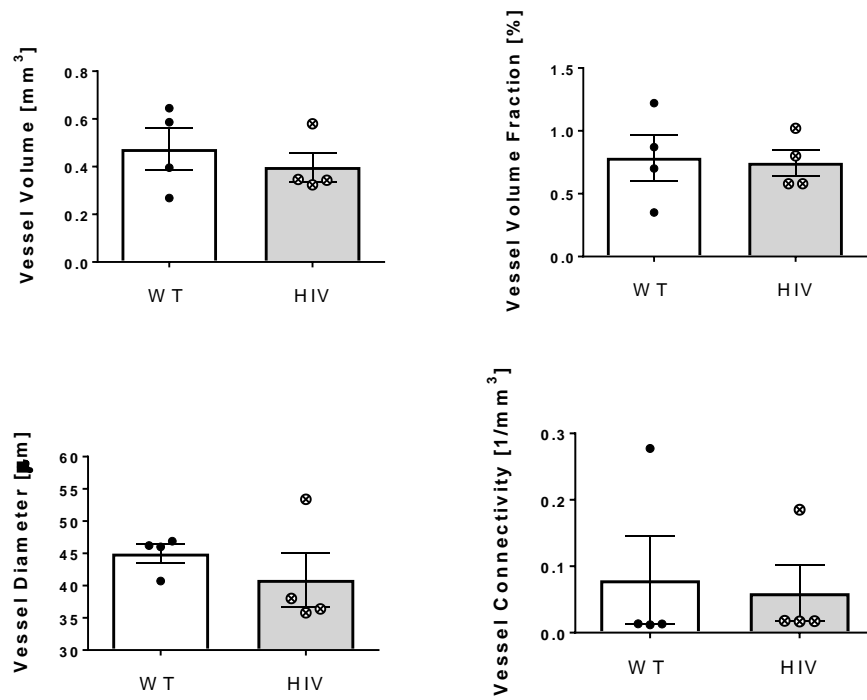 Vessel Volume [mm³]
0.8
0.6
0.4
0.2
0.0
WT
HIV
Vessel Volume Fraction [%]
1.5
1.0
0.5
0.0
WT
HIV
Vessel Diameter [ m]
60
55
50
45
40
35
30
WT
HIV
Vessel Connectivity [1/mm³]
0.3
0.2
0.1
0.0
WT
HIV